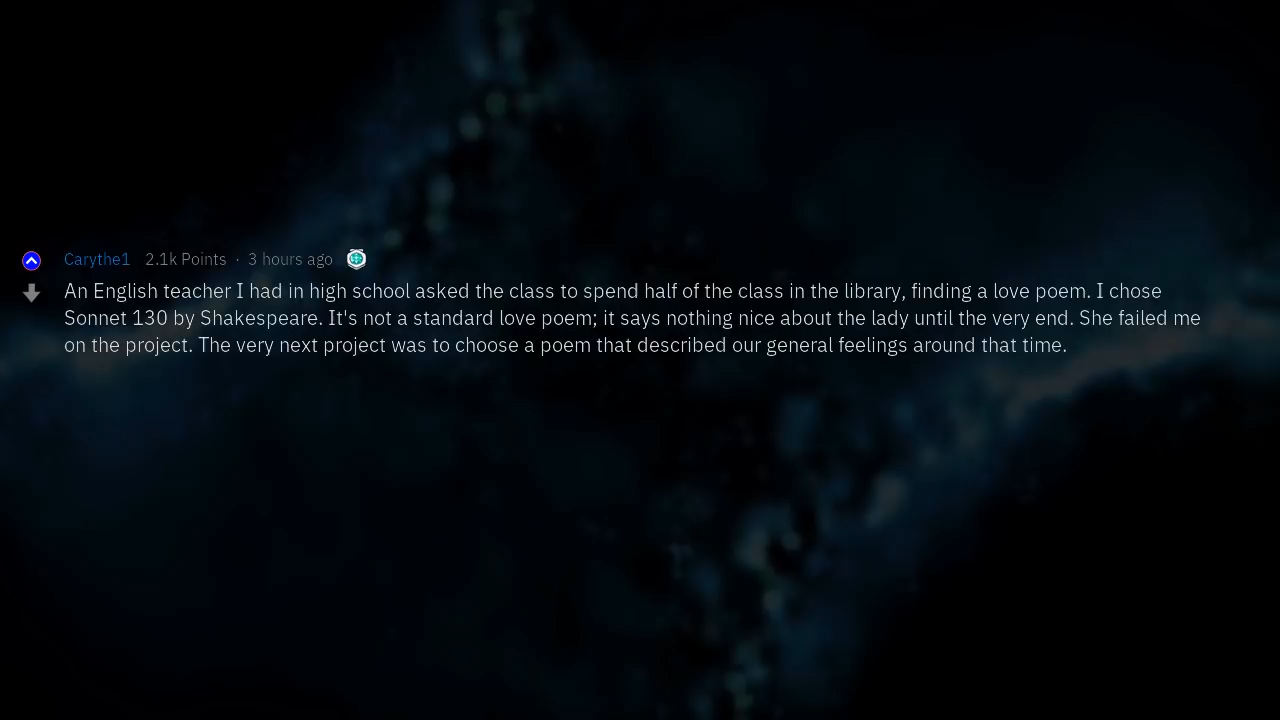 Carythe1 2.1k Points · 3 hours ago
An English teacher I had in high school asked the class to spend half of the class in the library, finding a love poem. I chose
Sonnet 130 by Shakespeare. It's not a standard love poem; it says nothing nice about the lady until the very end. She failed me
on the project. The very next project was to choose a poem that described our general feelings around that time.